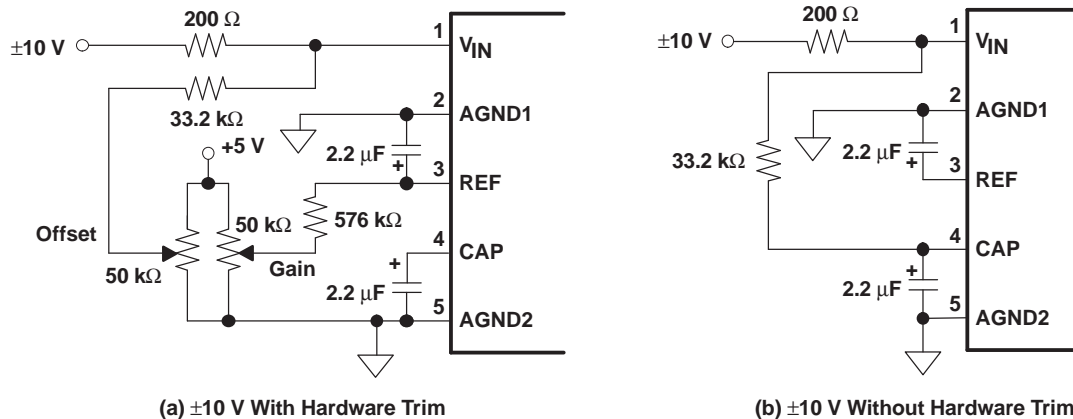 200 Ω
±10 V
1
V_IN
33.2 kΩ
2
AGND1
+5 V
2.2 μF
+
3
REF
50 kΩ
576 kΩ
Offset
4
CAP
+
Gain
50 kΩ
2.2 μF
5
AGND2
(a) ±10 V With Hardware Trim
200 Ω
±10 V
1
V_IN
2
AGND1
33.2 kΩ
2.2 μF
+
3
REF
4
CAP
+
2.2 μF
5
AGND2
(b) ±10 V Without Hardware Trim